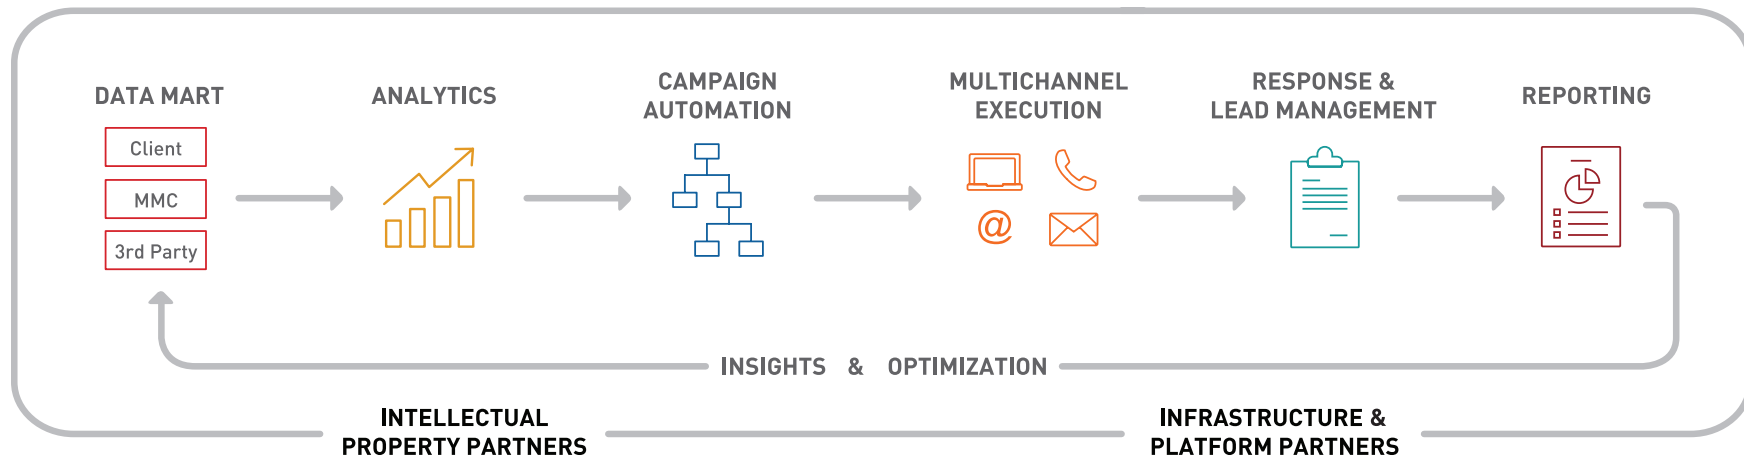 DATA MART
Client
MMC
3rd Party
ANALYTICS
CAMPAIGN
AUTOMATION
MULTICHANNEL
EXECUTION
@
RESPONSE &
LEAD MANAGEMENT
REPORTING
INSIGHTS & OPTIMIZATION
INTELLECTUAL
PROPERTY PARTNERS
INFRASTRUCTURE &
PLATFORM PARTNERS